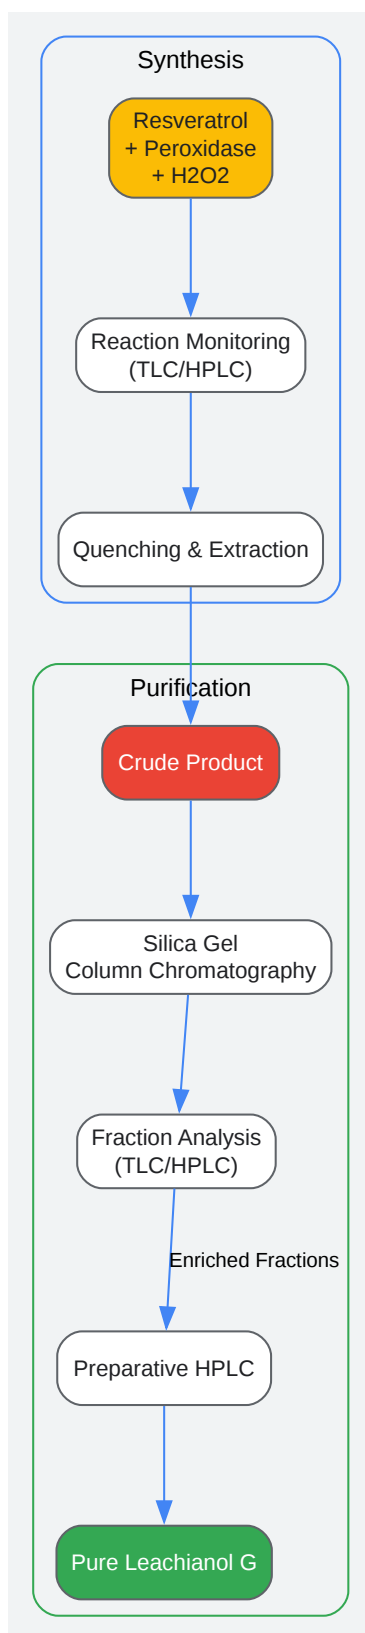 Synthesis
Resveratrol
+ Peroxidase
+ H2O2
Reaction Monitoring
(TLC/HPLC)
Quenching & Extraction
Purification
Crude Product
Silica Gel
Column Chromatography
Fraction Analysis
(TLC/HPLC)
Enriched Fractions
Preparative HPLC
Pure Leachianol G